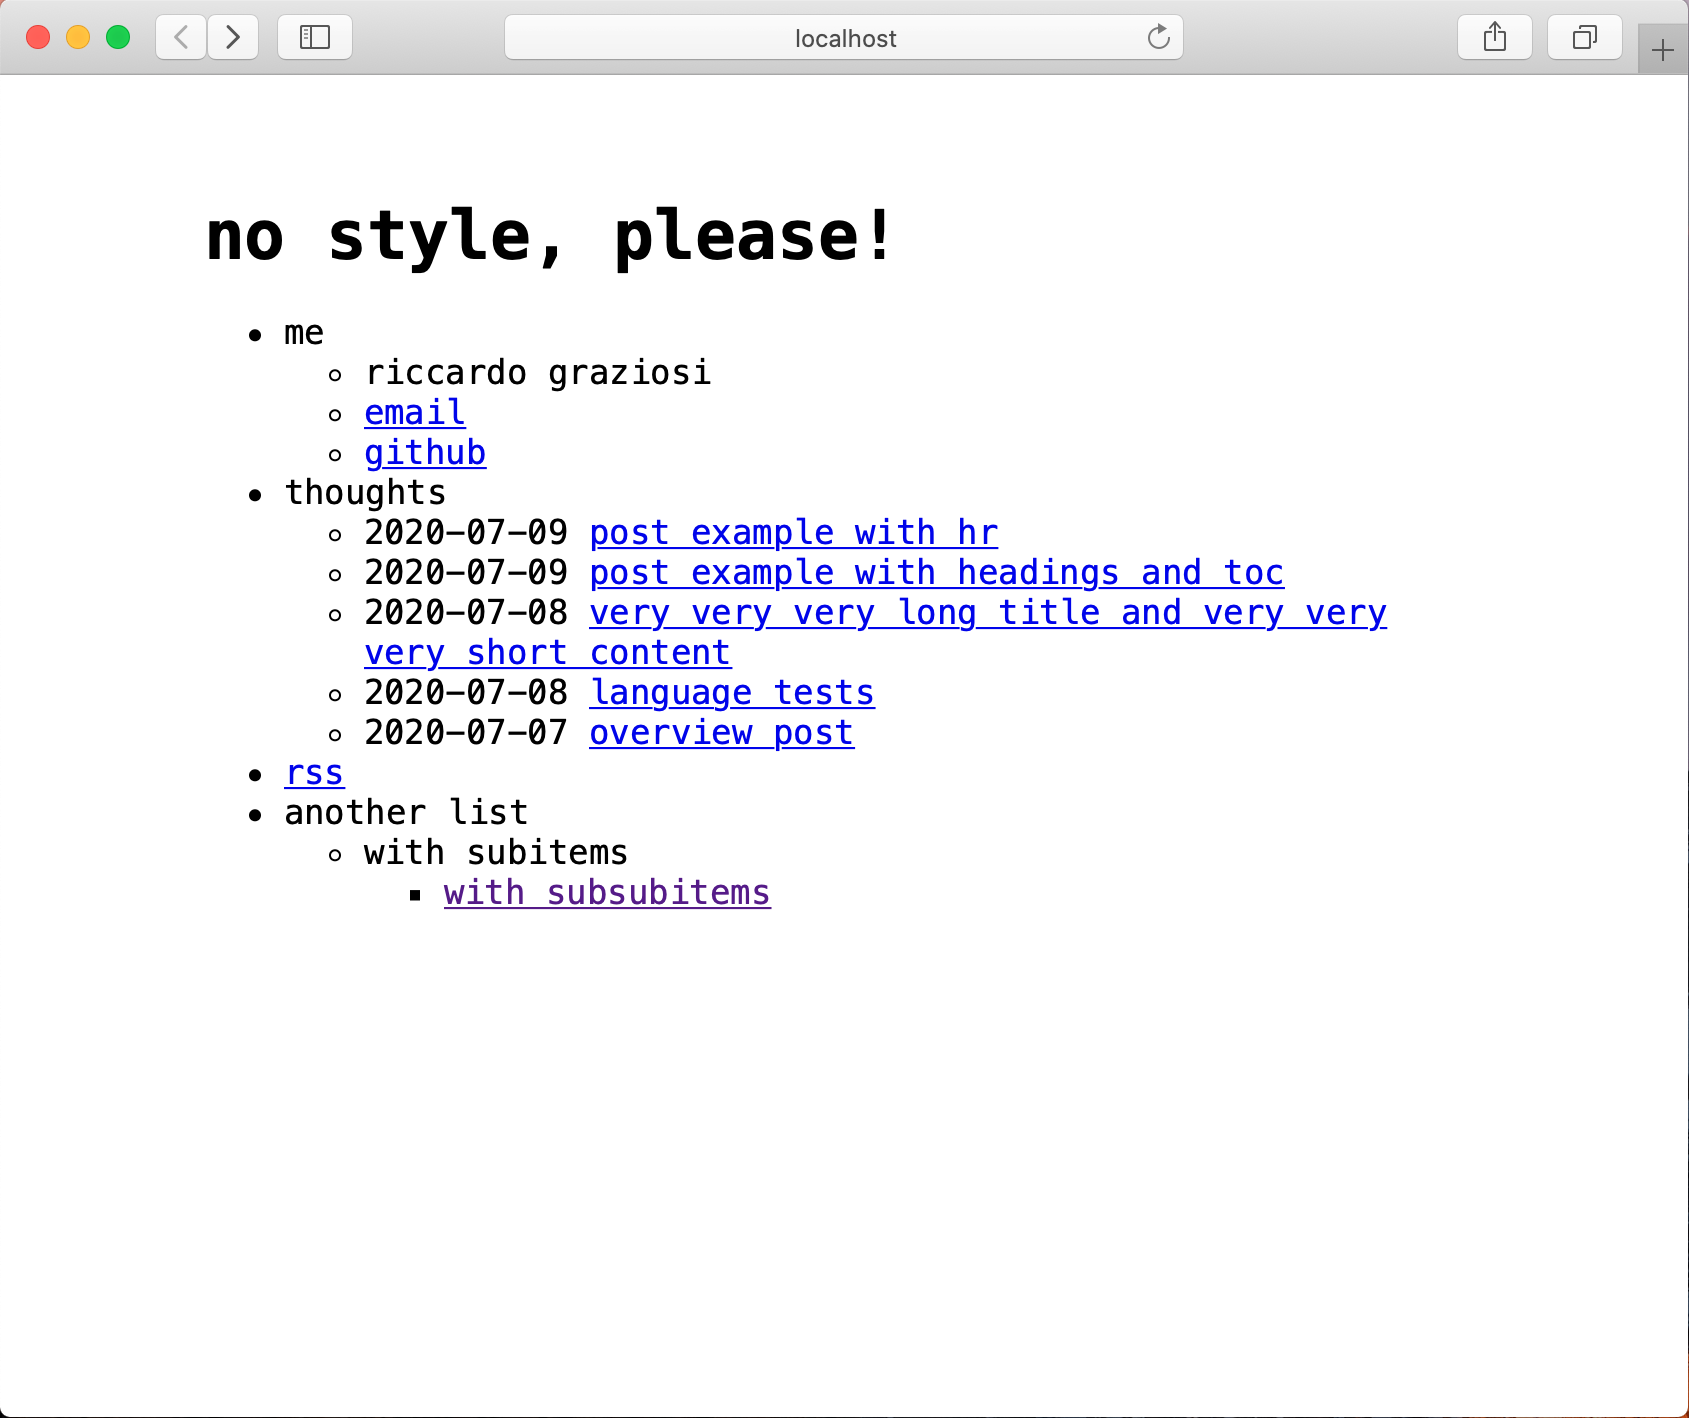 localhost
no style, please!
me
riccardo graziosi
email
github
thoughts
2020-07-09 post example with hr
2020-07-09 post example with headings and toc
2020-07-08 very very very long title and very very
very short content
2020-07-08 language tests
2020-07-07 overview post
rss
another list
with subitems
with subsubitems